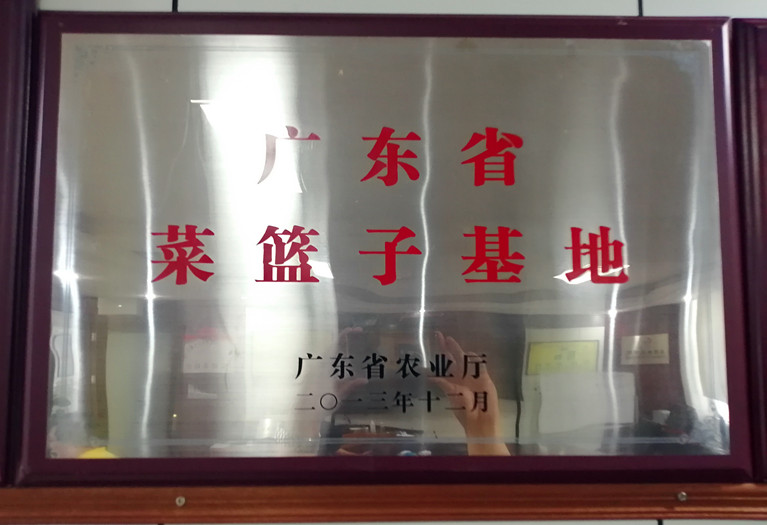 广东省
菜篮子基地
广东省农业厅
二〇一三年十二月